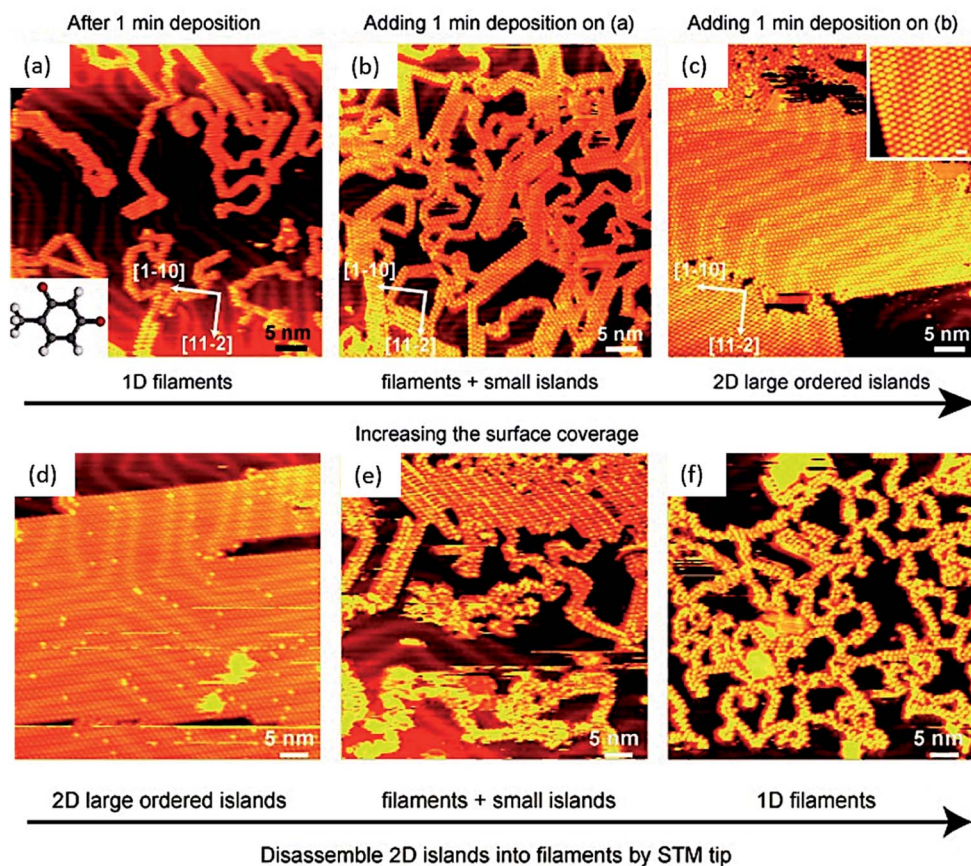 After 1 min deposition
Adding 1 min deposition on (a)
Adding 1 min deposition on (b)
(a)
(b)
(c)
[1-10]
[11-2]
5 nm
[1-10]
[11-2]
5 nm
[1-10]
[11-2]
5 nm
1D filaments
filaments + small islands
2D large ordered islands
Increasing the surface coverage
(d)
(e)
(f)
5 nm
5 nm
5 nm
2D large ordered islands
filaments + small islands
1D filaments
Disassemble 2D islands into filaments by STM tip